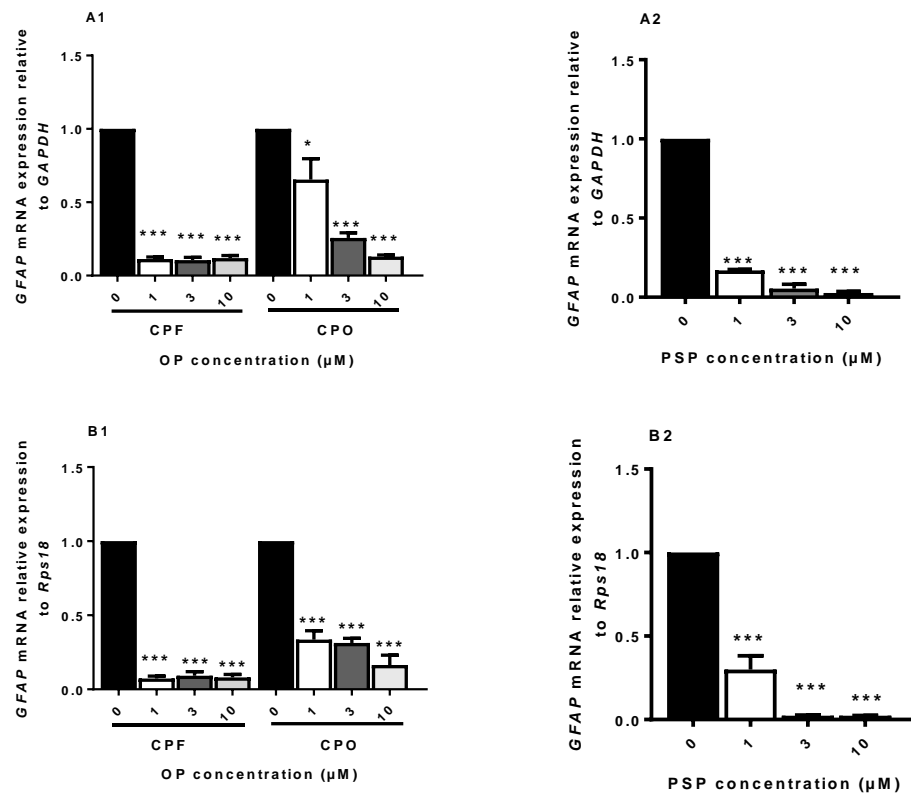 A1
GFAP mRNA expression relative
to GAPDH
1.5
1.0
0.5
0.0
*
***
***
***
***
***
0
1
3
10
0
1
3
10
CPF
CPO
OP concentration (µM)
A2
GFAP mRNA expression relative
to GAPDH
1.5
1.0
0.5
0.0
***
***
***
0
1
3
10
PSP concentration (µM)
B1
GFAP mRNA relative expression
to Rps18
1.5
1.0
0.5
0.0
***
***
***
***
***
***
0
1
3
10
0
1
3
10
CPF
CPO
OP concentration (µM)
B2
GFAP mRNA relative expression
to Rps18
1.5
1.0
0.5
0.0
***
***
***
0
1
3
10
PSP concentration (µM)